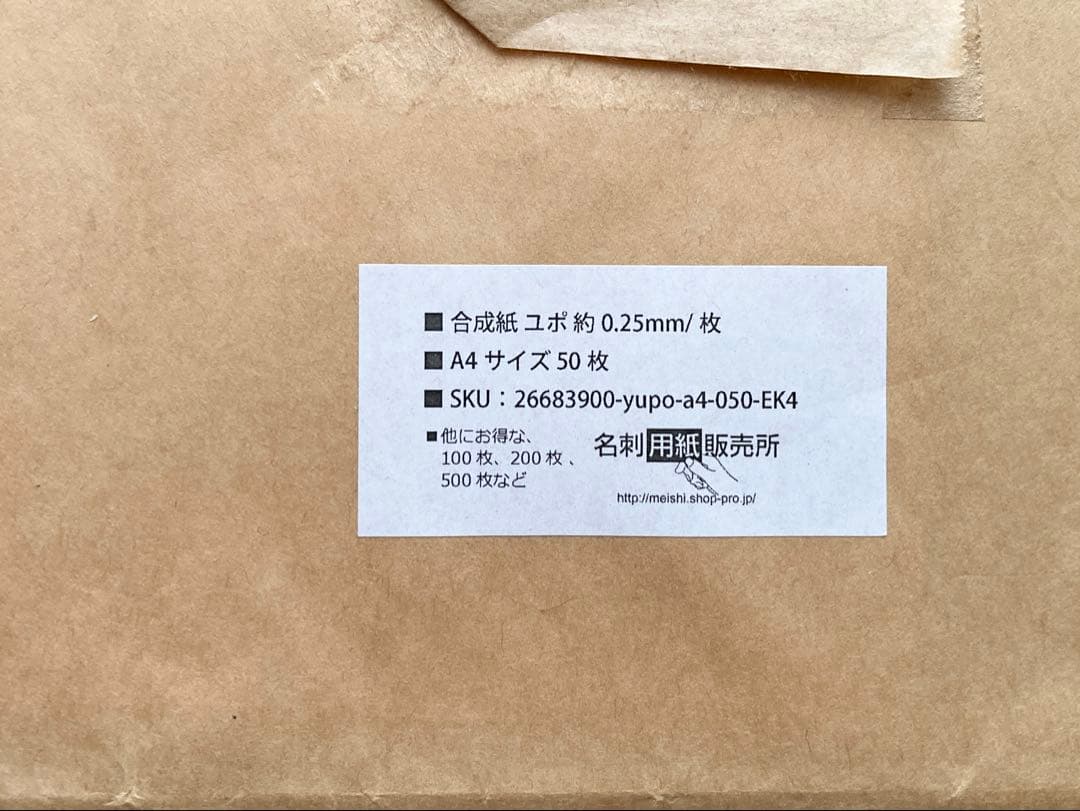 ■ 合成紙 ユポ 約 0.25mm/ 枚
■ A4 サイズ 50 枚
■ SKU：26683900-yupo-a4-050-EK4
■ 他にお得な、
100 枚、200 枚 、
500 枚など
名刺用紙販売所
http://meishi.shop-pro.jp/